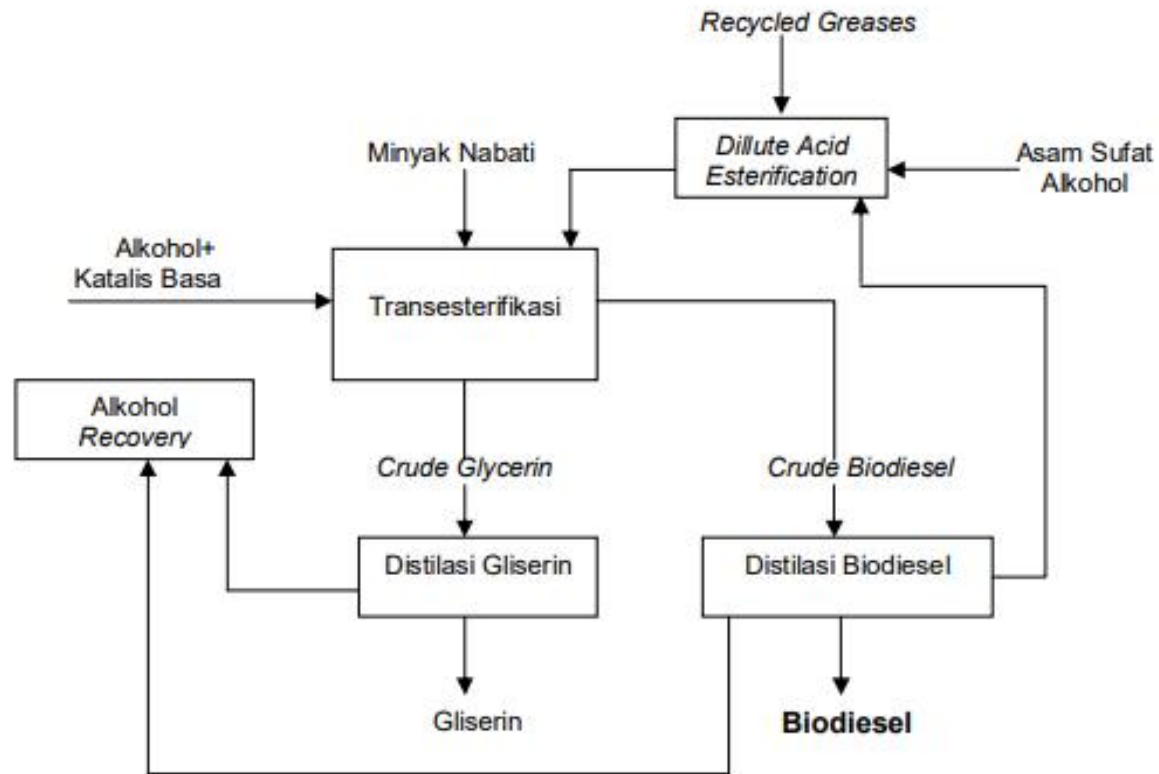 Recycled Greases
Minyak Nabati
Dillute Acid
Esterification
Asam Sufat
Alkohol
Alkohol+
Katalis Basa
Transesterifikasi
Alkohol
Recovery
Crude Glycerin
Crude Biodiesel
Distilasi Gliserin
Distilasi Biodiesel
Gliserin
Biodiesel